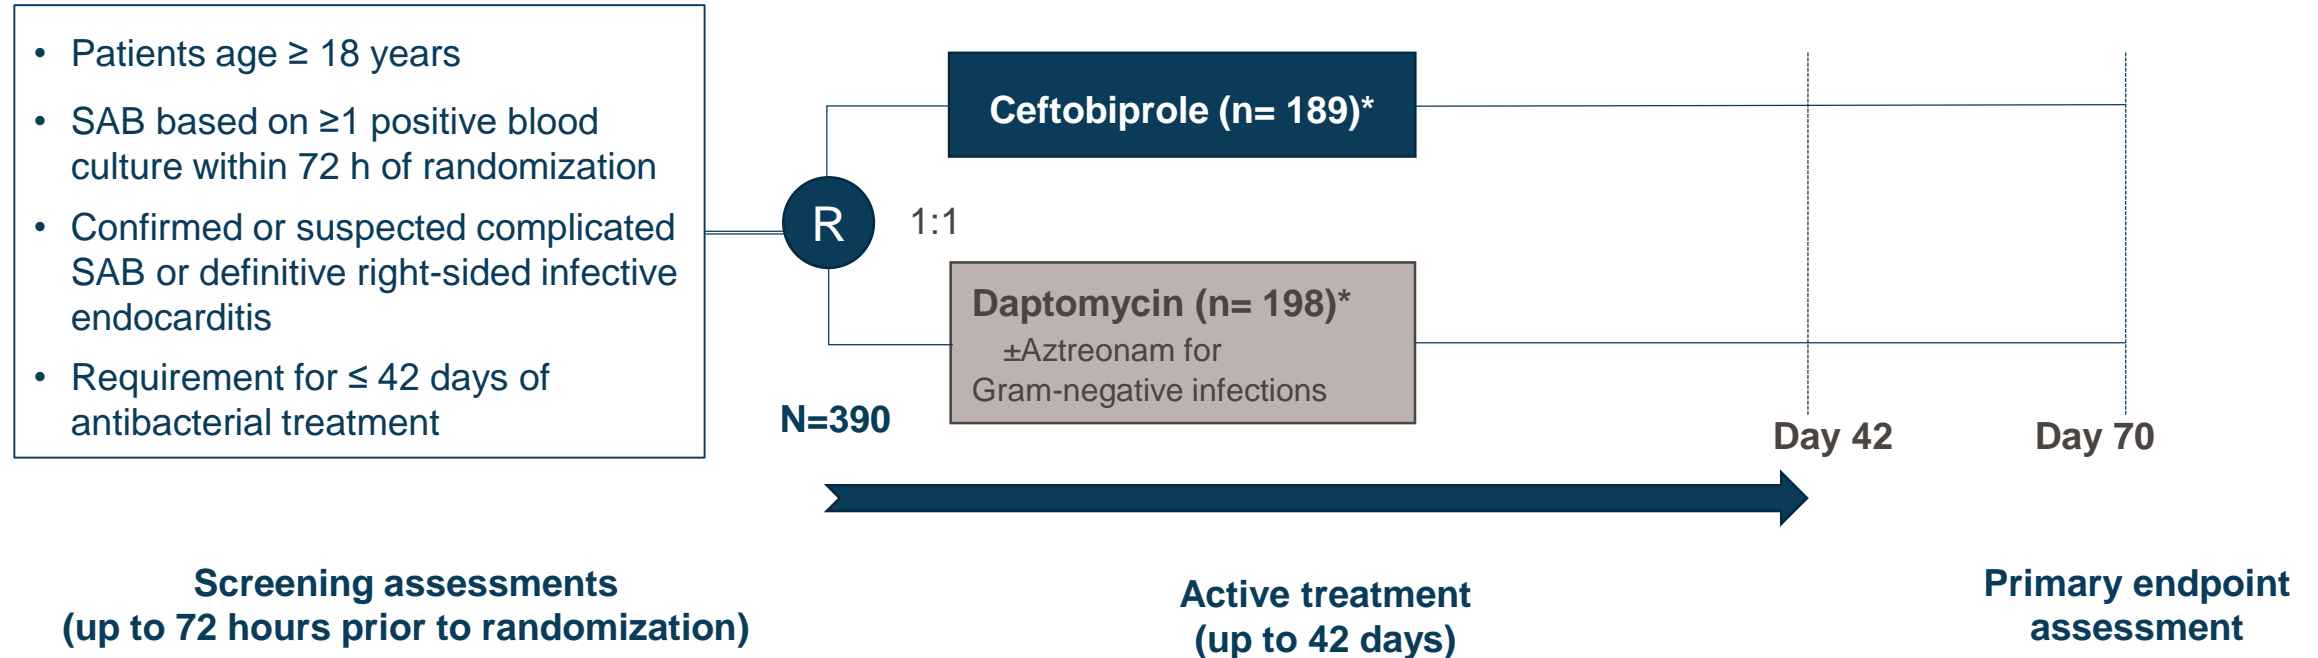 • Patients age ≥ 18 years
• SAB based on ≥1 positive blood
culture within 72 h of randomization
• Confirmed or suspected complicated
SAB or definitive right-sided infective
endocarditis
• Requirement for ≤ 42 days of
antibacterial treatment
R
1:1
N=390
Ceftobiprole (n= 189)*
Daptomycin (n= 198)*
±Aztreonam for
Gram-negative infections
Day 42
Day 70
Screening assessments
(up to 72 hours prior to randomization)
Active treatment
(up to 42 days)
Primary endpoint
assessment